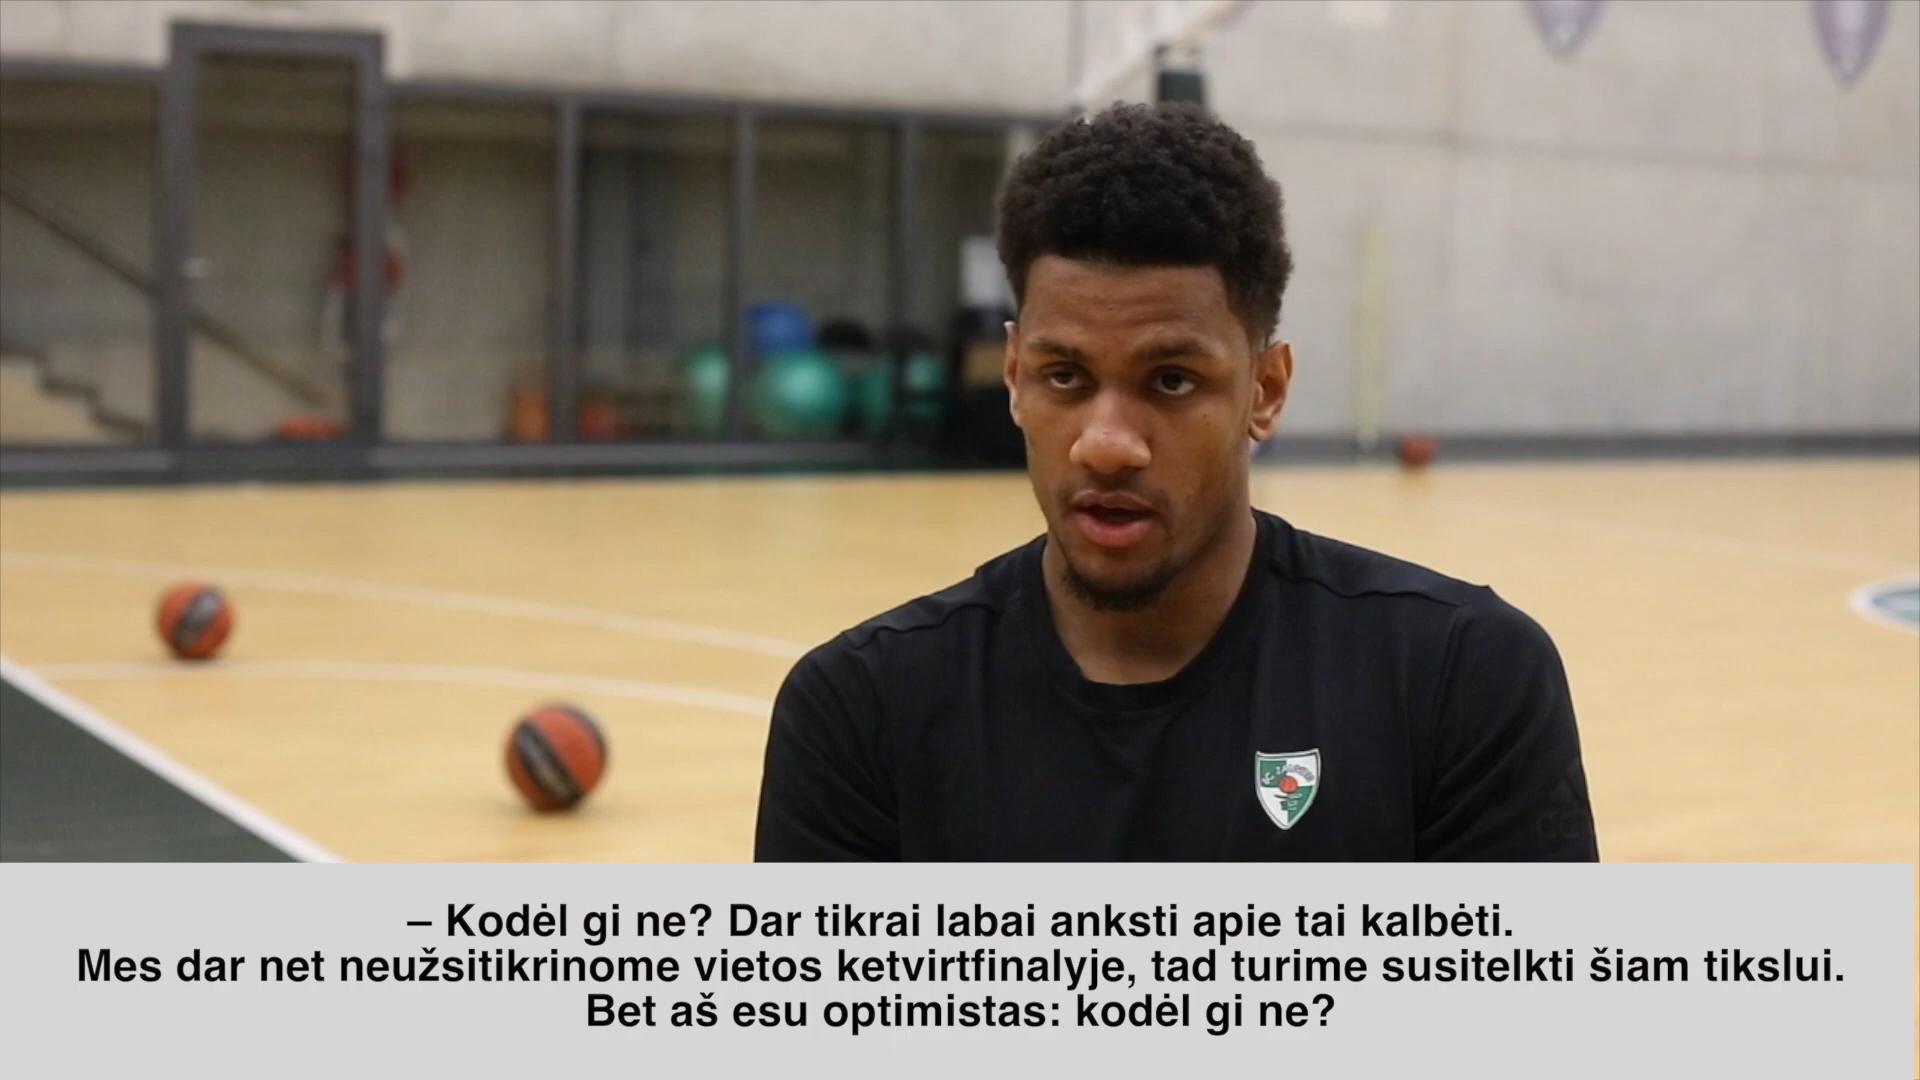 – Kodėl gi ne? Dar tikrai labai anksti apie tai kalbėti.
Mes dar net neužsitikrinome vietos ketvirtfinalyje, tad turime susitelkti šiam tikslui.
Bet aš esu optimistas: kodėl gi ne?